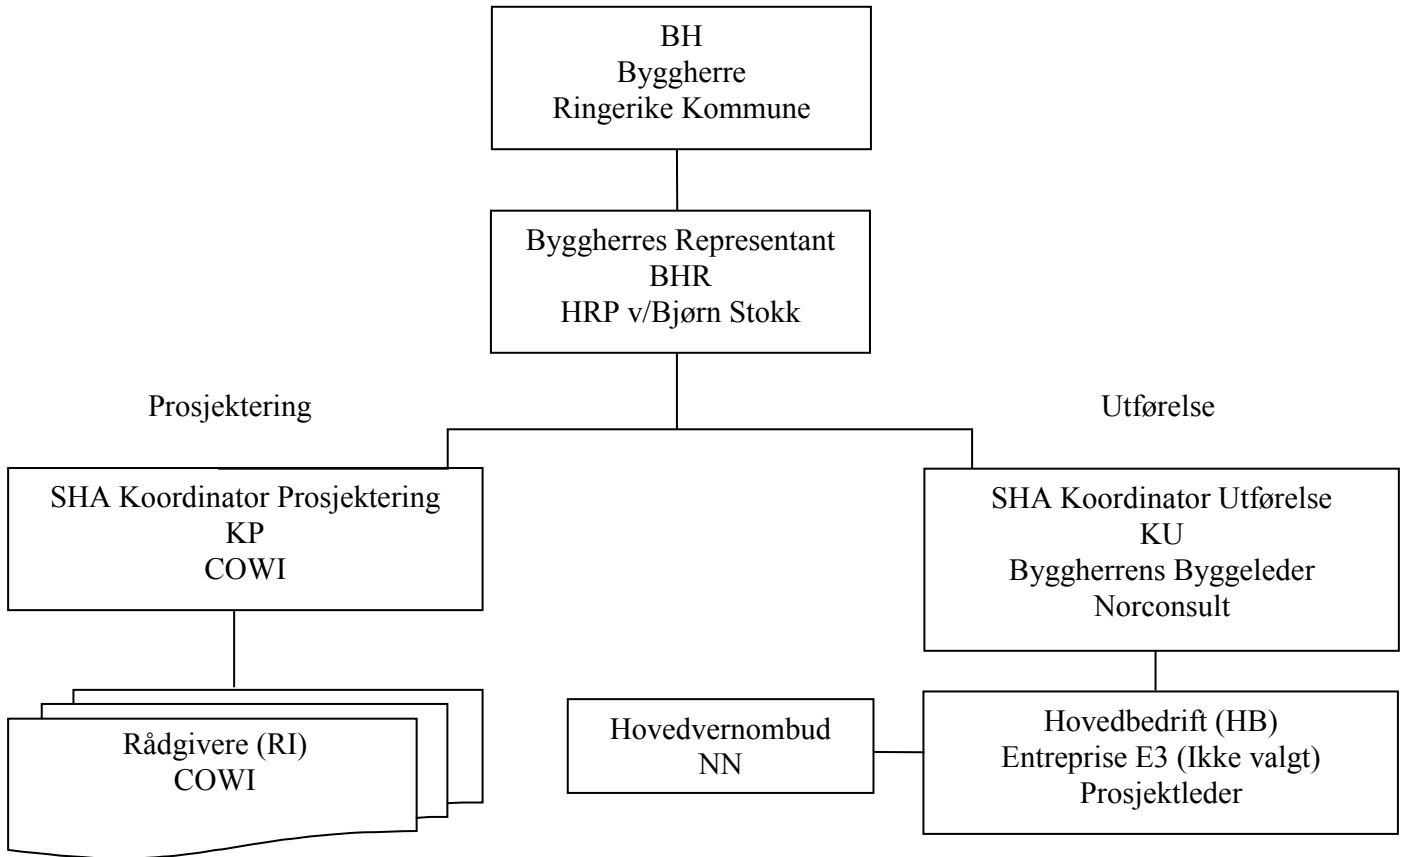 BH
Byggherre
Ringerike Kommune
Byggherres Representant
BHR
HRP v/Bjørn Stokk
Prosjektering
Utførelse
SHA Koordinator Prosjektering
KP
COWI
SHA Koordinator Utførelse
KU
Byggherrens Byggeleder
Norconsult
Rådgivere (RI)
COWI
Hovedvernombud
NN
Hovedbedrift (HB)
Entreprise E3 (Ikke valgt)
Prosjektleder